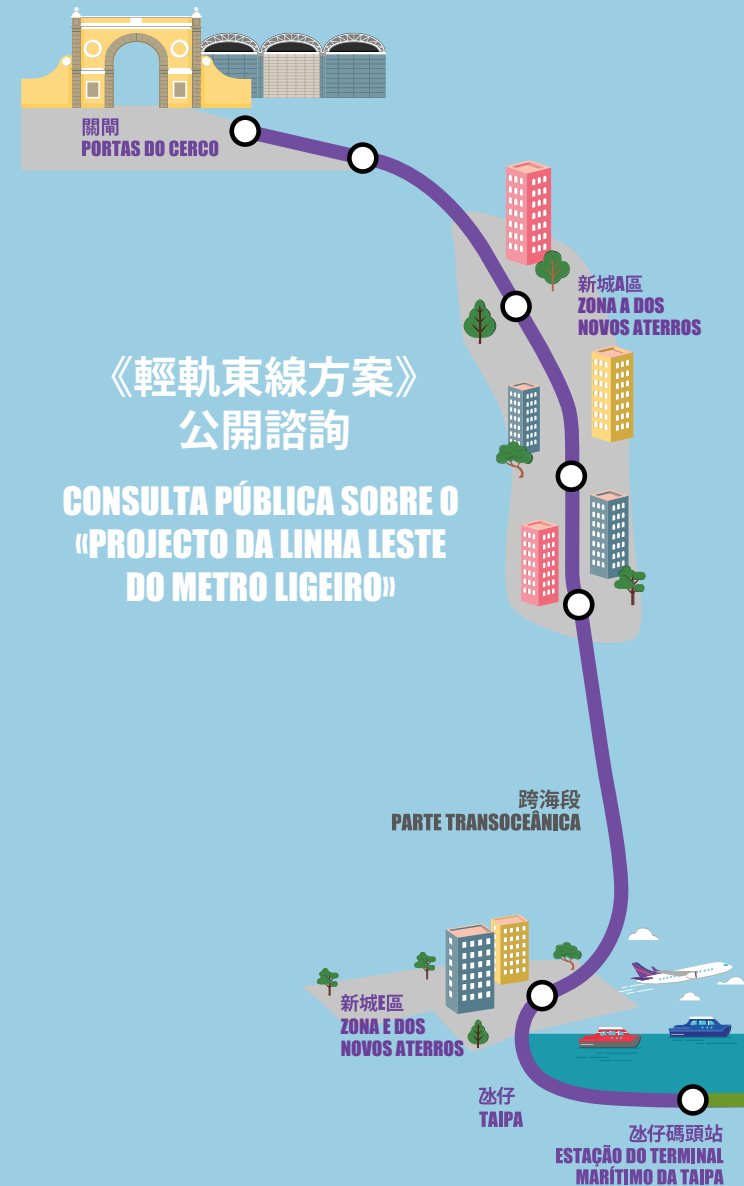 關閘
PORTAS DO CERCO
新城A區
ZONA A DOS
NOVOS ATERROS
《輕軌東線方案》
公開諮詢
CONSULTA PÚBLICA SOBRE O
«PROJECTO DA LINHA LESTE
DO METRO LIGEIRO»
跨海段
PARTE TRANSOCEÂNICA
新城E區
ZONA E DOS
NOVOS ATERROS
氹仔
TAIPA
氹仔碼頭站
ESTAÇÃO DO TERMINAL
MARÍTIMO DA TAIPA